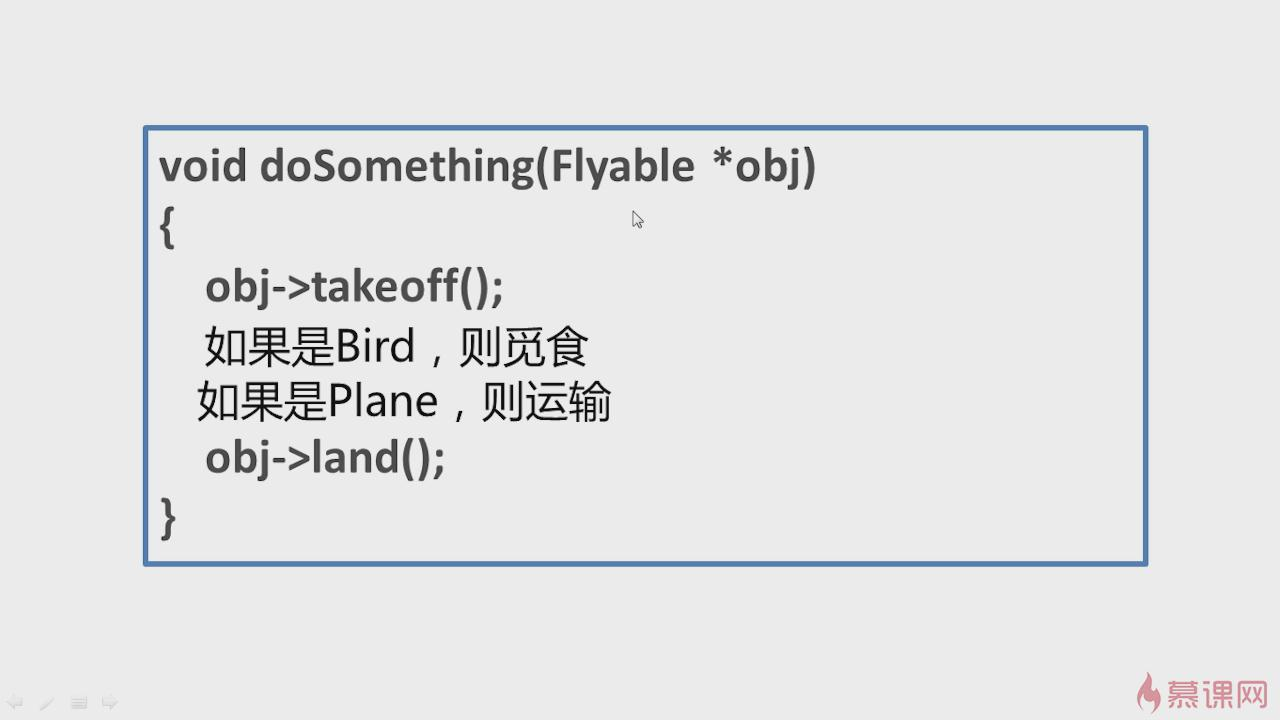 void doSomething(Flyable *obj)
{
obj->takeoff();
如果是Bird，则觅食
如果是Plane，则运输
obj->land();
}
慕课网